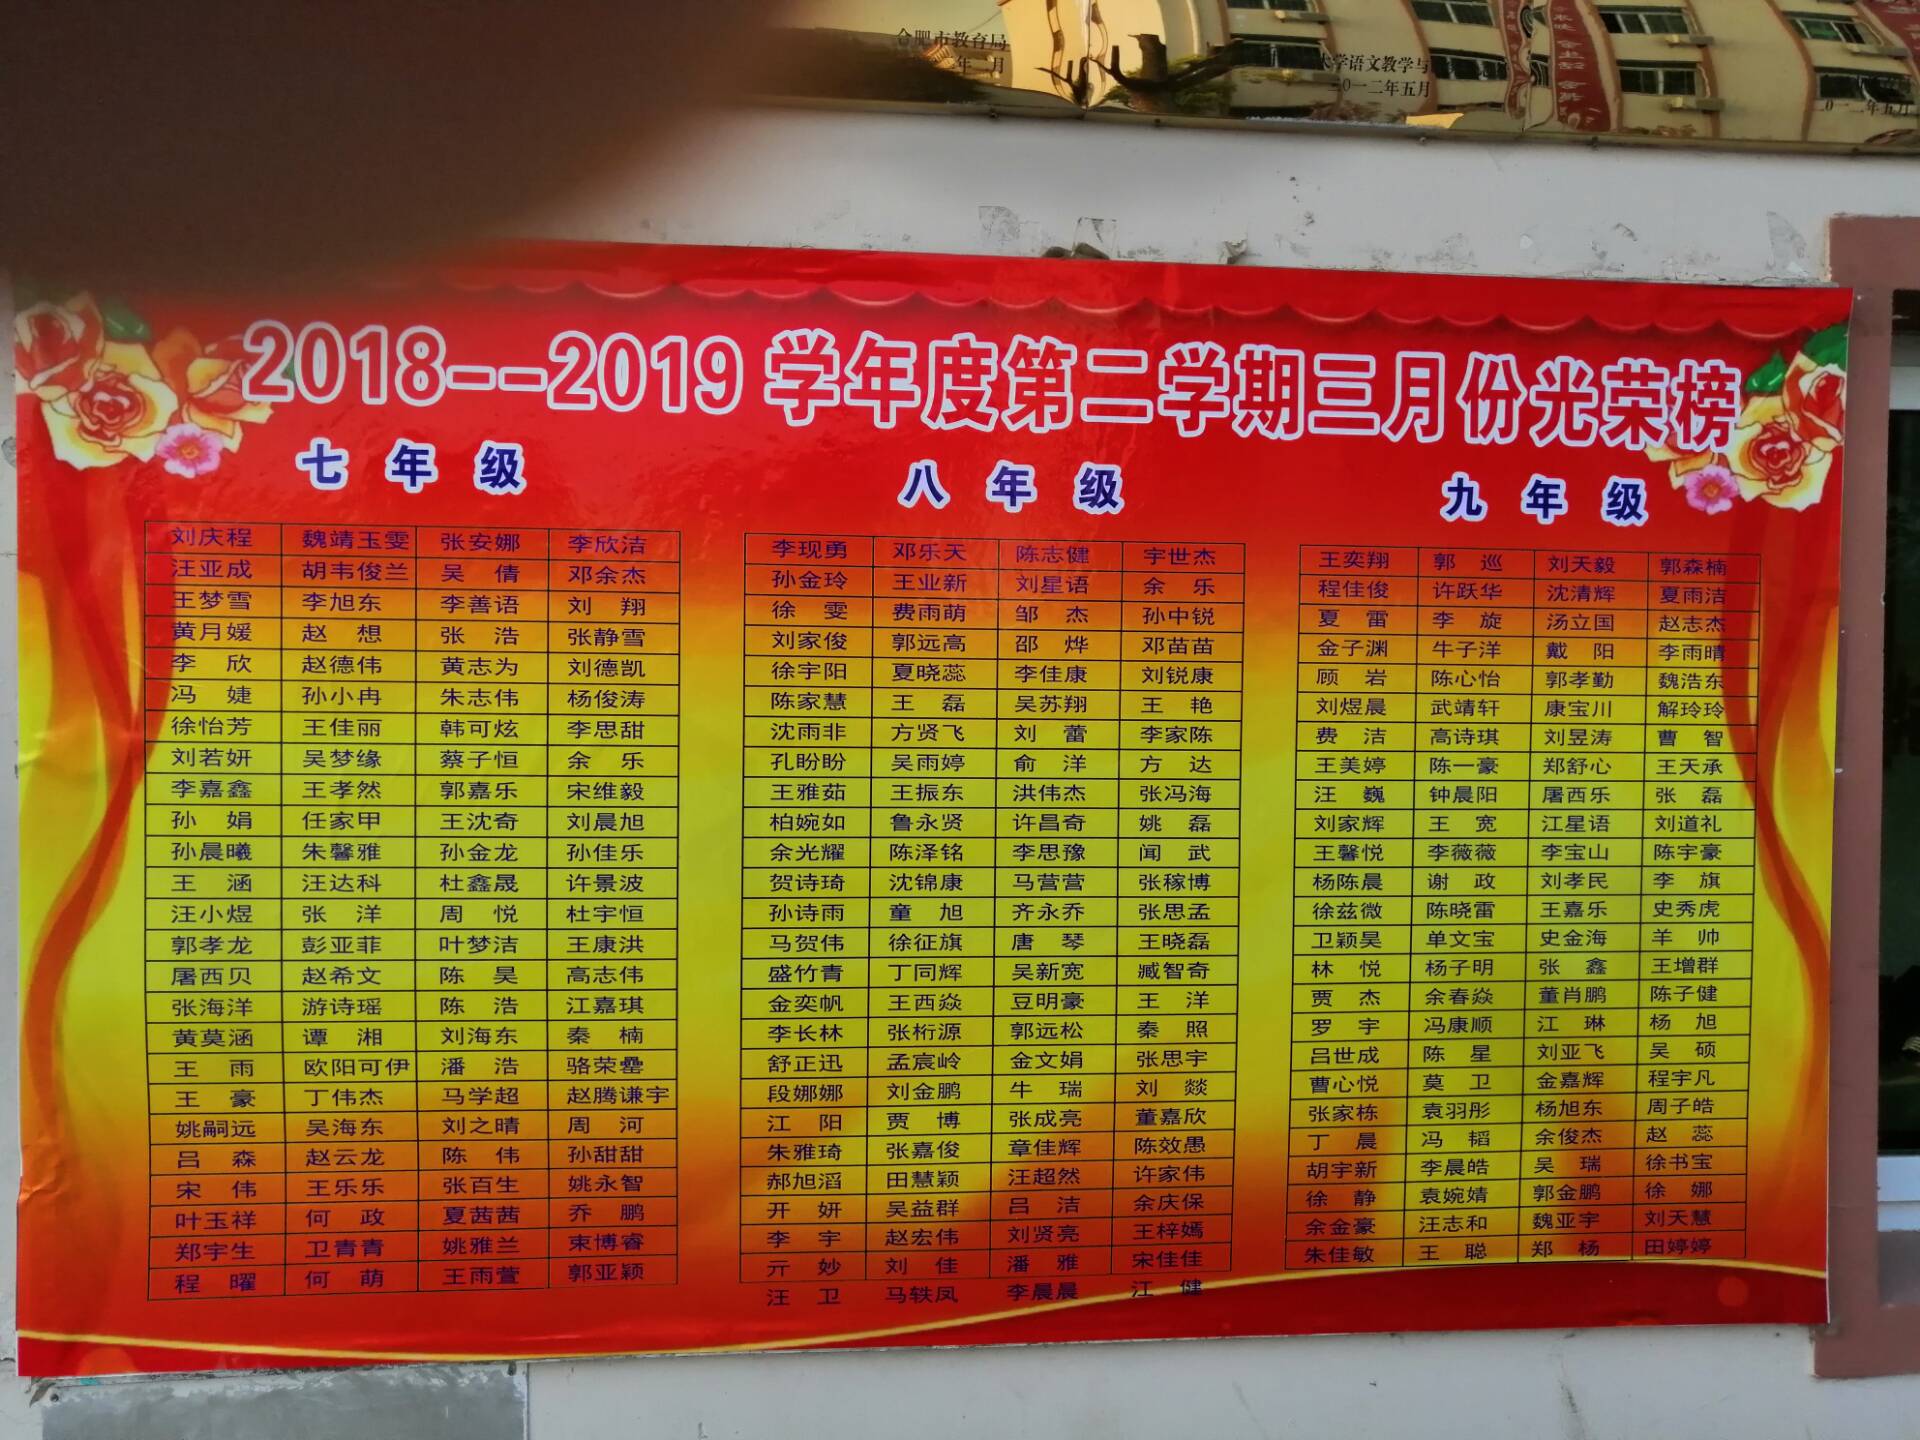 合肥市教育局
年 月
学语文教学与
二〇一二年五月
二〇一二年五月
2018--2019学年度第二学期三月份光荣榜
七年级
刘庆程 魏靖玉雯 张安娜 李欣洁
汪亚成 胡韦俊兰 吴倩 邓余杰
王梦雪 李旭东 李善语 刘翔
黄月媛 赵想 张浩 张静雪
李欣 赵德伟 黄志为 刘德凯
冯婕 孙小冉 朱志伟 杨俊涛
徐怡芳 王佳丽 韩可炫 李思甜
刘若妍 吴梦缘 蔡子恒 余乐
李嘉鑫 王孝然 郭嘉乐 宋维毅
孙娟 任家甲 王沈奇 刘晨旭
孙晨曦 朱馨雅 孙金龙 孙佳乐
王涵 汪达科 杜鑫晟 许景波
汪小煜 张洋 周悦 杜宇恒
郭孝龙 彭亚菲 叶梦洁 王康洪
屠西贝 赵希文 陈昊 高志伟
张海洋 游诗瑶 陈浩 江嘉琪
黄莫涵 谭湘 刘海东 秦楠
王雨 欧阳可伊 潘浩 骆荣罍
王豪 丁伟杰 马学超 赵腾谦宇
姚嗣远 吴海东 刘之晴 周河
吕森 赵云龙 陈伟 孙甜甜
宋伟 王乐乐 张百生 姚永智
叶玉祥 何政 夏茜茜 乔鹏
郑宇生 卫青青 姚雅兰 束博睿
程曜 何萌 王雨萱 郭亚颖
八年级
李现勇 邓乐天 陈志健 宇世杰
孙金玲 王业新 刘星语 余乐
徐雯 费雨萌 邹杰 孙中锐
刘家俊 郭远高 邵烨 邓苗苗
徐宇阳 夏晓蕊 李佳康 刘锐康
陈家慧 王磊 吴苏翔 王艳
沈雨非 方贤飞 刘蕾 李家陈
孔盼盼 吴雨婷 俞洋 方达
王雅茹 王振东 洪伟杰 张冯海
柏婉如 鲁永贤 许昌奇 姚磊
余光耀 陈泽铭 李思豫 闻武
贺诗琦 沈锦康 马营营 张稼博
孙诗雨 童旭 齐永乔 张思孟
马贺伟 徐征旗 唐琴 王晓磊
盛竹青 丁同辉 吴新宽 臧智奇
金奕帆 王西焱 豆明豪 王洋
李长林 张桁源 郭远松 秦照
舒正迅 孟宸岭 金文娟 张思宇
段娜娜 刘金鹏 牛瑞 刘燚
江阳 贾博 张成亮 董嘉欣
朱雅琦 张嘉俊 章佳辉 陈效愚
郝旭滔 田慧颖 汪超然 许家伟
开妍 吴益群 吕洁 余庆保
李宇 赵宏伟 刘贤亮 王梓嫣
亓妙 刘佳 潘雅 宋佳佳
汪卫 马轶凤 李晨晨 江健
九年级
王奕翔 郭巡 刘天毅 郭森楠
程佳俊 许跃华 沈清辉 夏雨洁
夏雷 李旋 汤立国 赵志杰
金子渊 牛子洋 戴阳 李雨晴
顾岩 陈心怡 郭孝勤 魏浩东
刘煜晨 武靖轩 康宝川 解玲玲
费洁 高诗琪 刘昱涛 曹智
王美婷 陈一豪 郑舒心 王天承
汪巍 钟晨阳 屠西乐 张磊
刘家辉 王宽 江星语 刘道礼
王馨悦 李薇薇 李宝山 陈宇豪
杨陈晨 谢政 刘孝民 李旗
徐兹微 陈晓雷 王嘉乐 史秀虎
卫颖昊 单文宝 史金海 羊帅
林悦 杨子明 张鑫 王增群
贾杰 余春焱 董肖鹏 陈子健
罗宇 冯康顺 江琳 杨旭
吕世成 陈星 刘亚飞 吴硕
曹心悦 莫卫 金嘉辉 程宇凡
张家栋 袁羽彤 杨旭东 周子皓
丁晨 冯韬 余俊杰 赵蕊
胡宇新 李晨皓 吴瑞 徐书宝
徐静 袁婉婧 郭金鹏 徐娜
余金豪 汪志和 魏亚宇 刘天慧
朱佳敏 王聪 郑杨 田婷婷